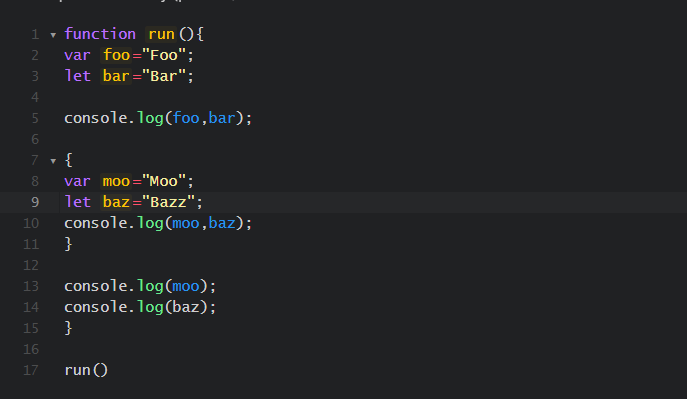 1 function run(){
2 var foo="Foo";
3 let bar="Bar";
4
5 console.log(foo,bar);
6
7 {
8 var moo="Moo";
9 let baz="Bazz";
10 console.log(moo,baz);
11 }
12
13 console.log(moo);
14 console.log(baz);
15 }
16
17 run()